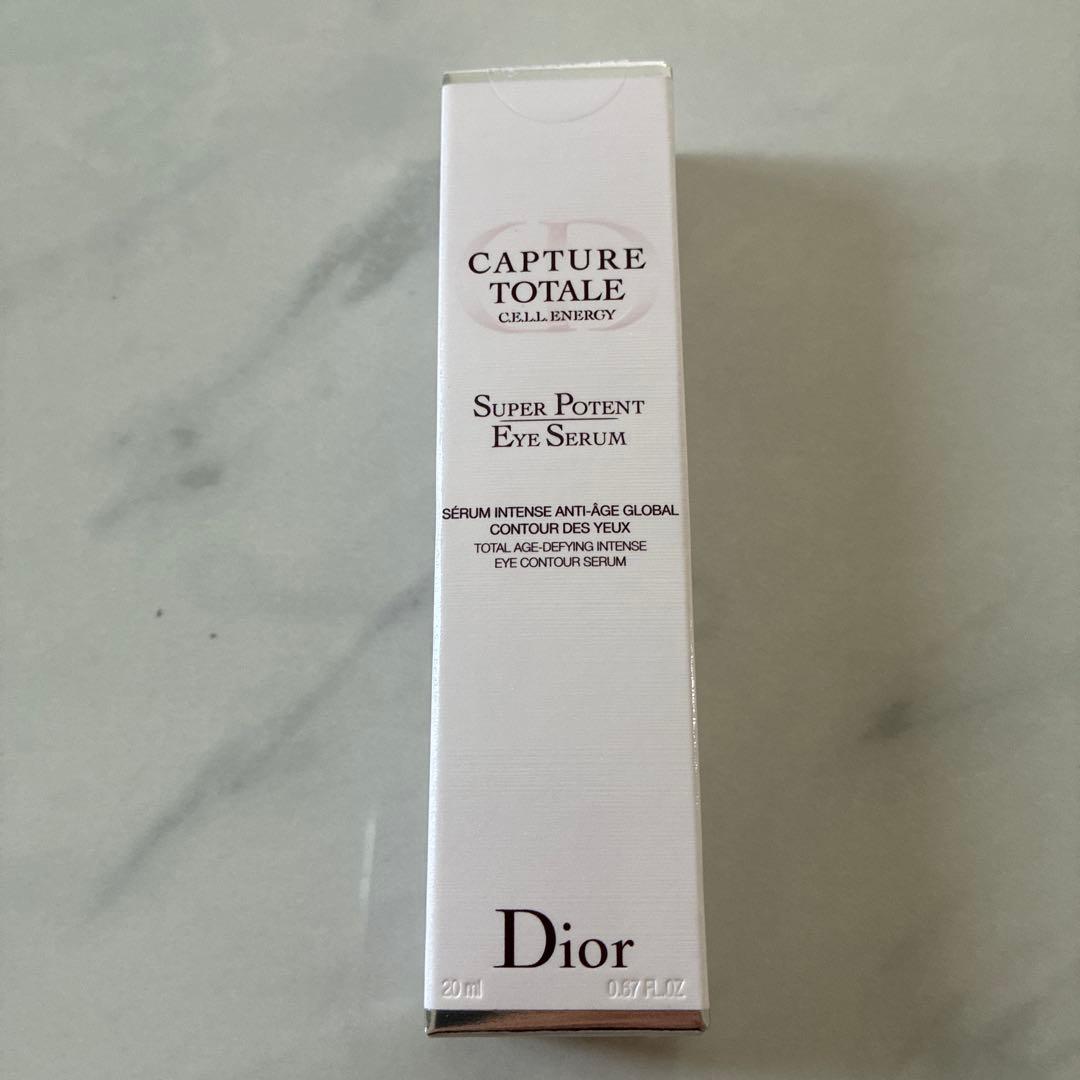 CAPTURE
TOTALE
C.E.L.L. ENERGY
SUPER POTENT
EYE SERUM
SÉRUM INTENSE ANTI-ÂGE GLOBAL
CONTOUR DES YEUX
TOTAL AGE-DEFYING INTENSE
EYE CONTOUR SERUM
Dior
20 ml 0.67 FL.OZ